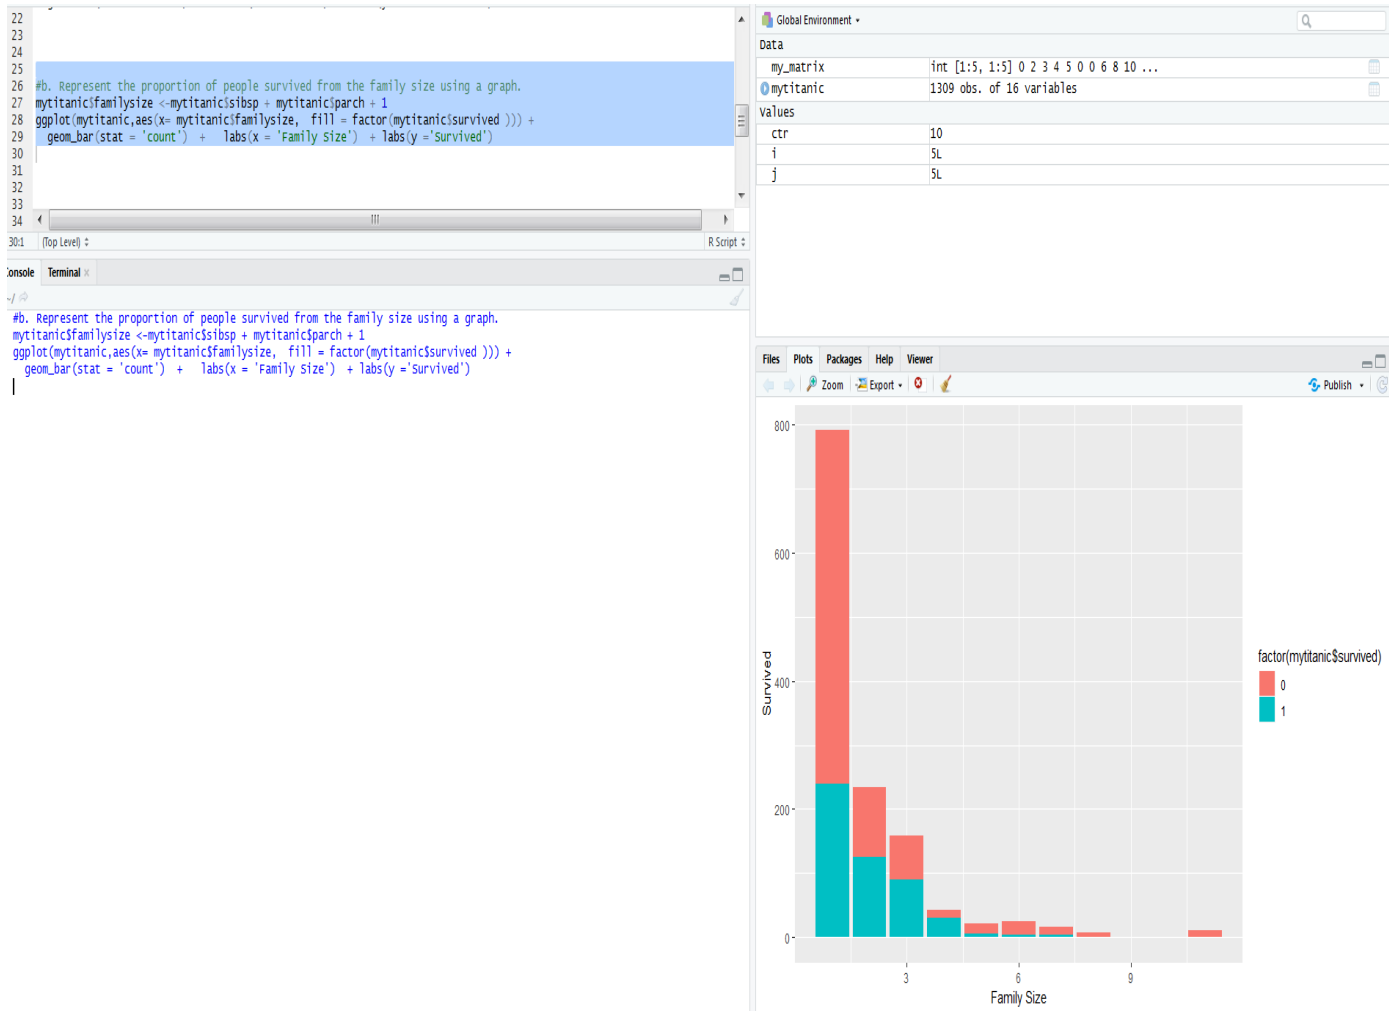 22
23
24
25
26 #b. Represent the proportion of people survived from the family size using a graph.
27 mytitanic$familysize <-mytitanic$sibsp + mytitanic$parch + 1
28 ggplot(mytitanic,aes(x= mytitanic$familysize, fill = factor(mytitanic$survived ))) +
29 geom_bar(stat = 'count') + labs(x = 'Family Size') + labs(y ='Survived')
30
31
32
33
34
30:1 (Top Level) R Script
Console Terminal
~/
#b. Represent the proportion of people survived from the family size using a graph.
mytitanic$familysize <-mytitanic$sibsp + mytitanic$parch + 1
ggplot(mytitanic,aes(x= mytitanic$familysize, fill = factor(mytitanic$survived ))) +
geom_bar(stat = 'count') + labs(x = 'Family Size') + labs(y ='Survived')
Global Environment
Data
my_matrix int [1:5, 1:5] 0 2 3 4 5 0 0 6 8 10 ...
mytitanic 1309 obs. of 16 variables
Values
ctr 10
i 5L
j 5L
Files Plots Packages Help Viewer
Zoom Export Publish
800
600
400
200
0
Survived
3 6 9
Family Size
factor(mytitanic$survived)
0
1